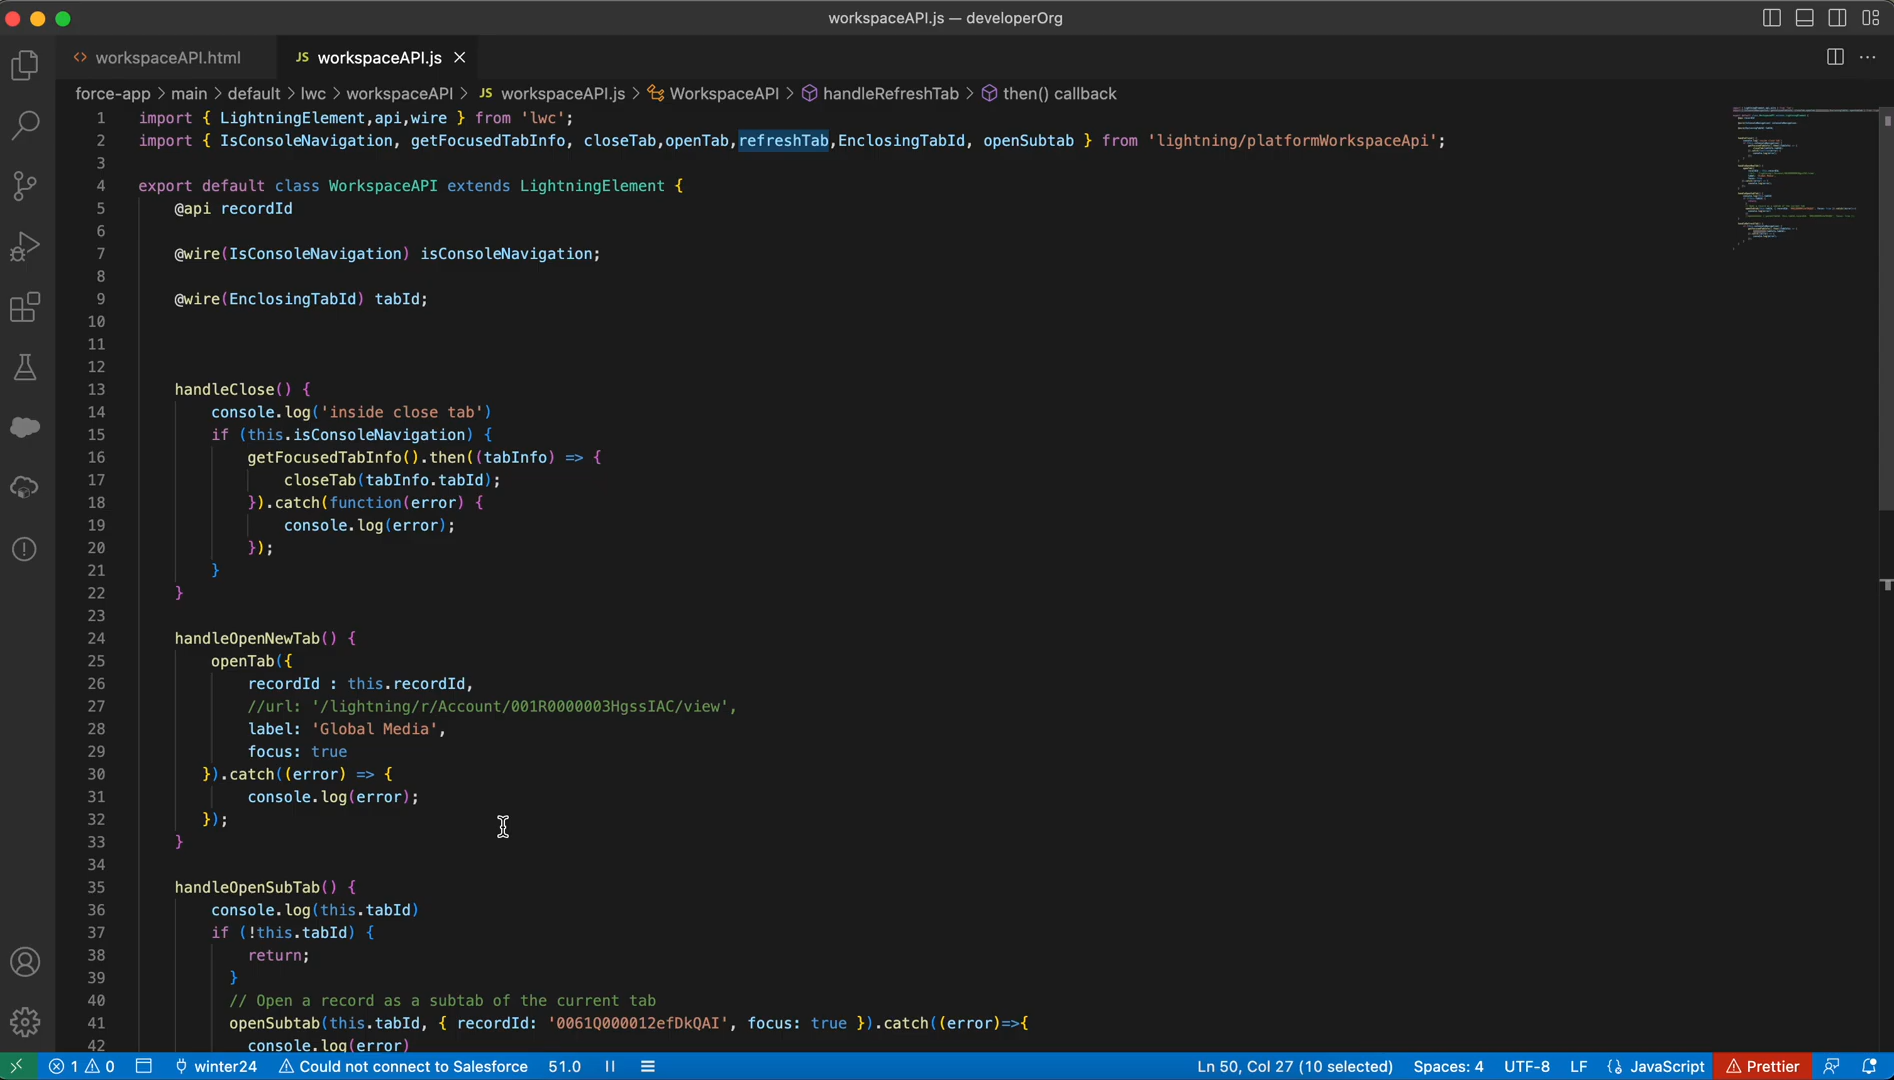 workspaceAPI.js — developerOrg
workspaceAPI.html
JS workspaceAPI.js
force-app > main > default > lwc > workspaceAPI > JS workspaceAPI.js > WorkspaceAPI > handleRefreshTab > then() callback
1 import { LightningElement,api,wire } from 'lwc';
2 import { IsConsoleNavigation, getFocusedTabInfo, closeTab,openTab,refreshTab,EnclosingTabId, openSubtab } from 'lightning/platformWorkspaceApi';
3
4 export default class WorkspaceAPI extends LightningElement {
5 @api recordId
6
7 @wire(IsConsoleNavigation) isConsoleNavigation;
8
9 @wire(EnclosingTabId) tabId;
10
11
12
13 handleClose() {
14 console.log('inside close tab')
15 if (this.isConsoleNavigation) {
16 getFocusedTabInfo().then((tabInfo) => {
17 closeTab(tabInfo.tabId);
18 }).catch(function(error) {
19 console.log(error);
20 });
21 }
22 }
23
24 handleOpenNewTab() {
25 openTab({
26 recordId : this.recordId,
27 //url: '/lightning/r/Account/001R0000003HgssIAC/view',
28 label: 'Global Media',
29 focus: true
30 }).catch((error) => {
31 console.log(error);
32 });
33 }
34
35 handleOpenSubTab() {
36 console.log(this.tabId)
37 if (!this.tabId) {
38 return;
39 }
40 // Open a record as a subtab of the current tab
41 openSubtab(this.tabId, { recordId: '0061Q000012efDkQAI', focus: true }).catch((error)=>{
42 console.log(error)
1 0 winter24 Could not connect to Salesforce 51.0 Ln 50, Col 27 (10 selected) Spaces: 4 UTF-8 LF JavaScript Prettier